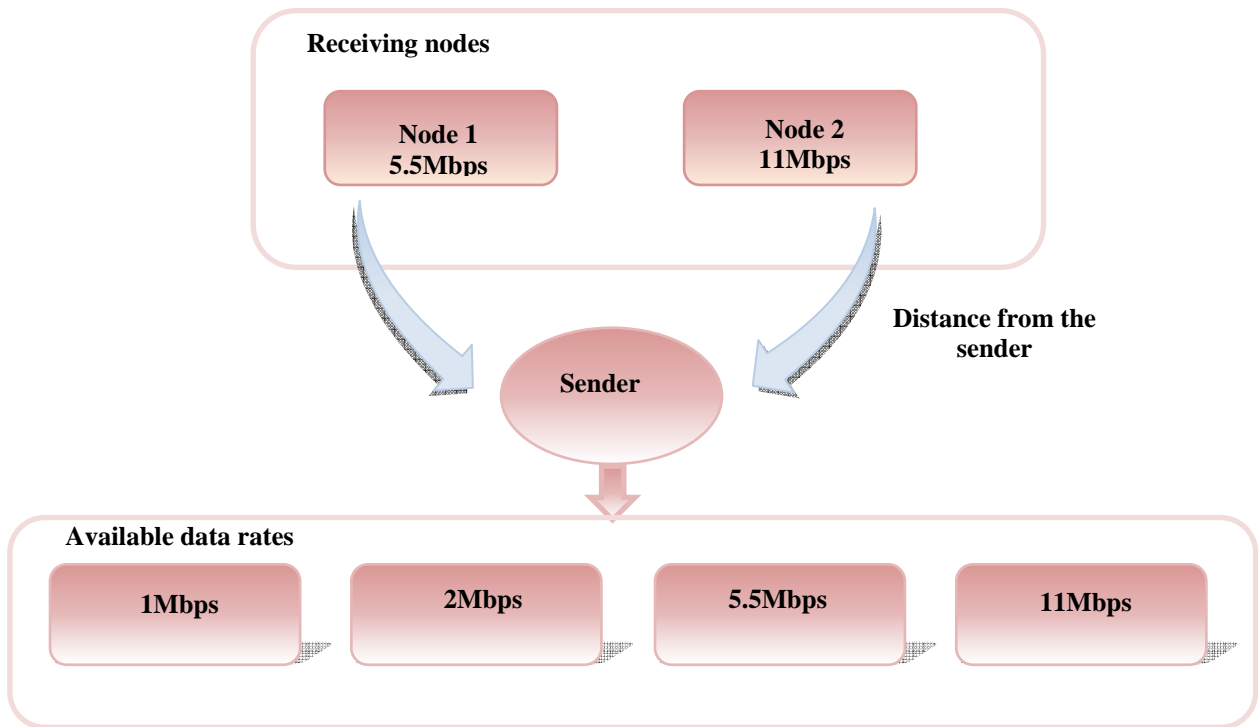 Receiving nodes
Node 1
5.5Mbps
Node 2
11Mbps
Distance from the
sender
Sender
Available data rates
1Mbps
2Mbps
5.5Mbps
11Mbps